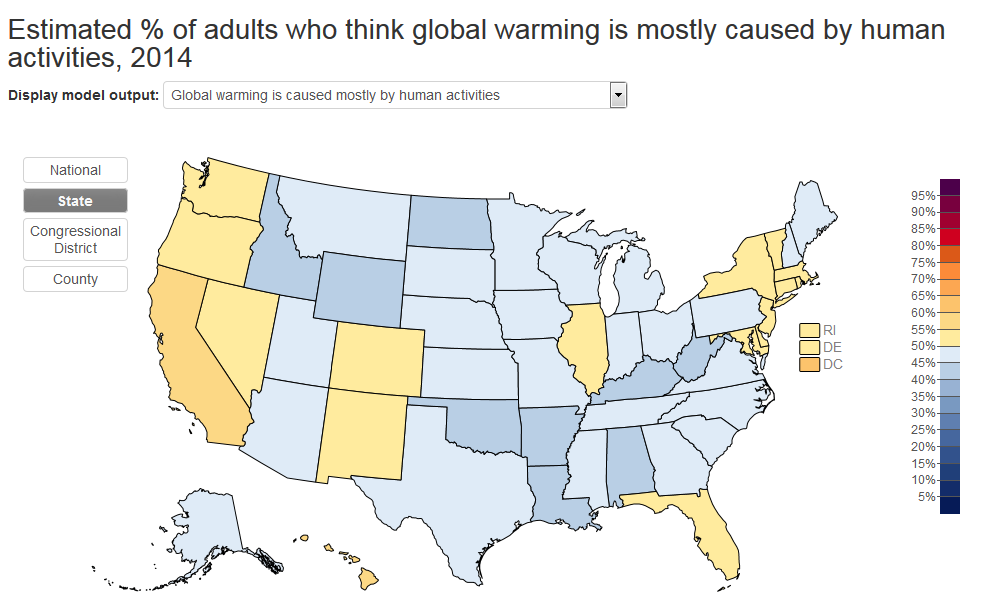 Estimated % of adults who think global warming is mostly caused by human
activities, 2014
Display model output: Global warming is caused mostly by human activities
National
State
Congressional
District
County
95%
90%
85%
80%
75%
70%
65%
60%
55%
50%
45%
40%
35%
30%
25%
20%
15%
10%
5%
RI
DE
DC